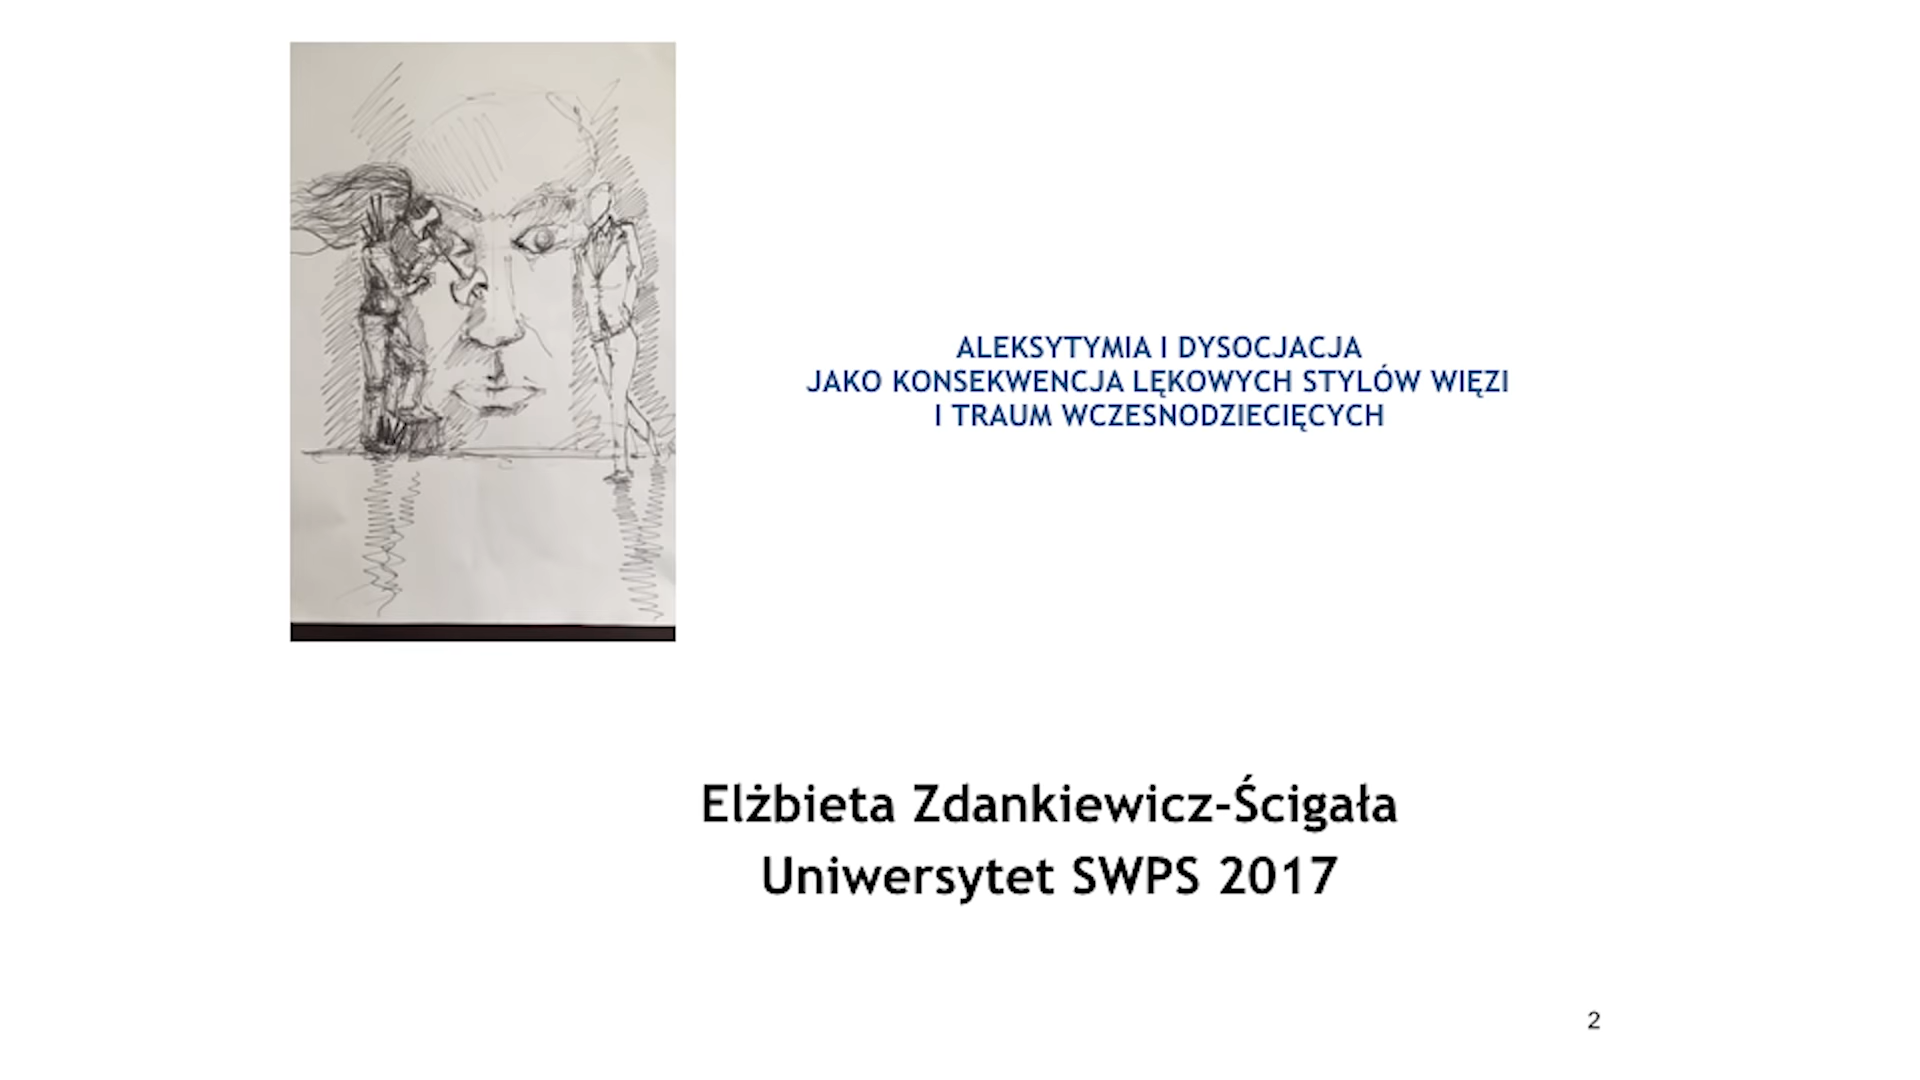 ALEKSYTYMIA I DYSOCJACJA
JAKO KONSEKWENCJA LĘKOWYCH STYLÓW WIĘZI
I TRAUM WCZESNODZIECIĘCYCH
Elżbieta Zdankiewicz-Ścigała
Uniwersytet SWPS 2017
2